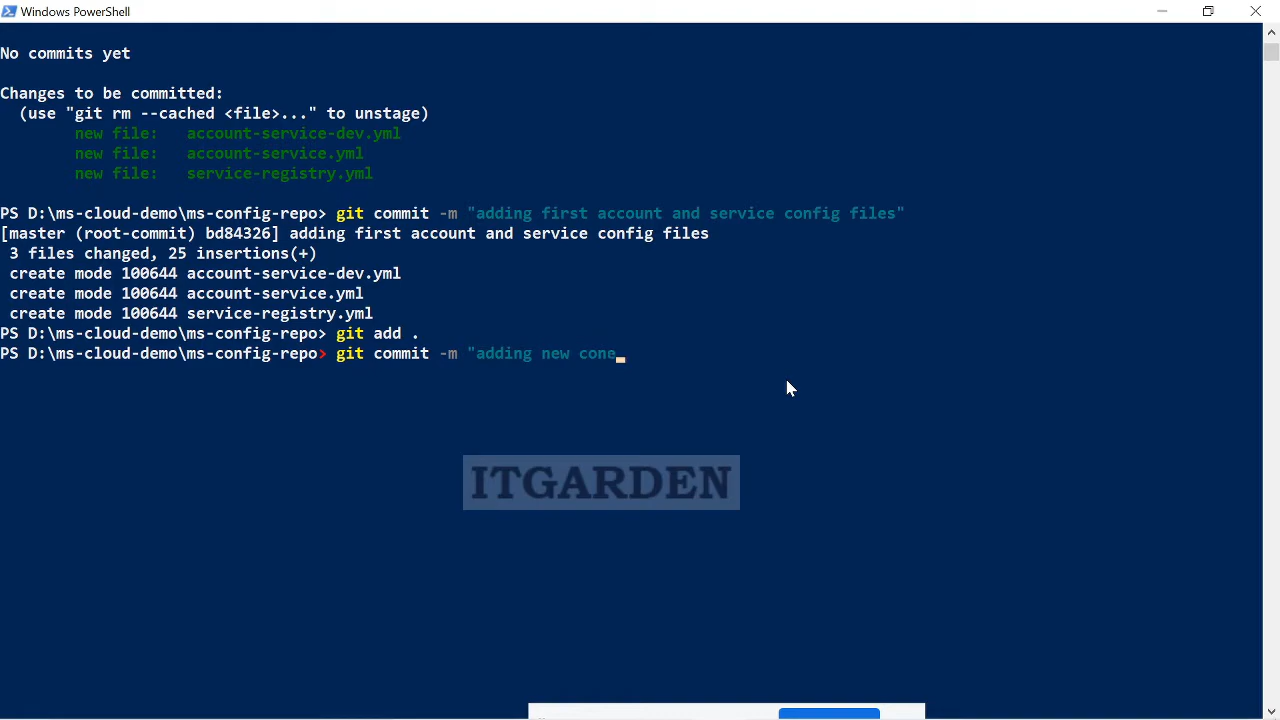 Windows PowerShell
No commits yet
Changes to be committed:
(use "git rm --cached <file>..." to unstage)
new file: account-service-dev.yml
new file: account-service.yml
new file: service-registry.yml
PS D:\ms-cloud-demo\ms-config-repo> git commit -m "adding first account and service config files"
[master (root-commit) bd84326] adding first account and service config files
3 files changed, 25 insertions(+)
create mode 100644 account-service-dev.yml
create mode 100644 account-service.yml
create mode 100644 service-registry.yml
PS D:\ms-cloud-demo\ms-config-repo> git add .
PS D:\ms-cloud-demo\ms-config-repo> git commit -m "adding new cone
ITGARDEN